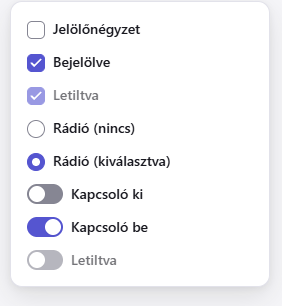 Jelölőnégyzet
Bejelölve
Letiltva
Rádió (nincs)
Rádió (kiválasztva)
Kapcsoló ki
Kapcsoló be
Letiltva